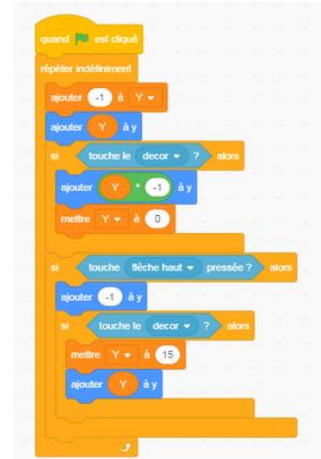 quand est cliqué
répéter indéfiniment
ajouter -1 à Y
ajouter Y à y
si touche le decor ? alors
ajouter Y * -1 à y
mettre Y à 0
si touche flèche haut pressée ? alors
ajouter -1 à y
si touche le decor ? alors
mettre Y à 15
ajouter Y à y